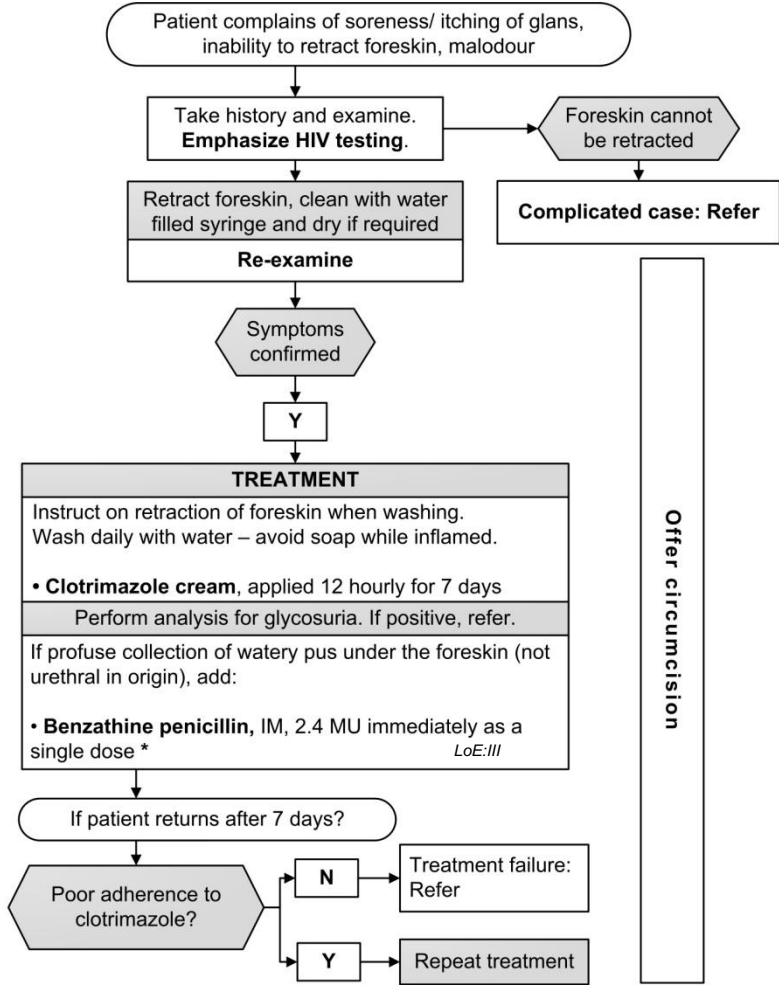 Patient complains of soreness/ itching of glans,
inability to retract foreskin, malodour
Take history and examine.
Emphasize HIV testing.
Foreskin cannot
be retracted
Retract foreskin, clean with water
filled syringe and dry if required
Complicated case: Refer
Re-examine
Symptoms
confirmed
Y
TREATMENT
Instruct on retraction of foreskin when washing.
Wash daily with water – avoid soap while inflamed.
• Clotrimazole cream, applied 12 hourly for 7 days
Perform analysis for glycosuria. If positive, refer.
If profuse collection of watery pus under the foreskin (not
urethral in origin), add:
• Benzathine penicillin, IM, 2.4 MU immediately as a
single dose * LoE:III
Offer circumcision
If patient returns after 7 days?
Poor adherence to
clotrimazole?
N
Treatment failure:
Refer
Y
Repeat treatment